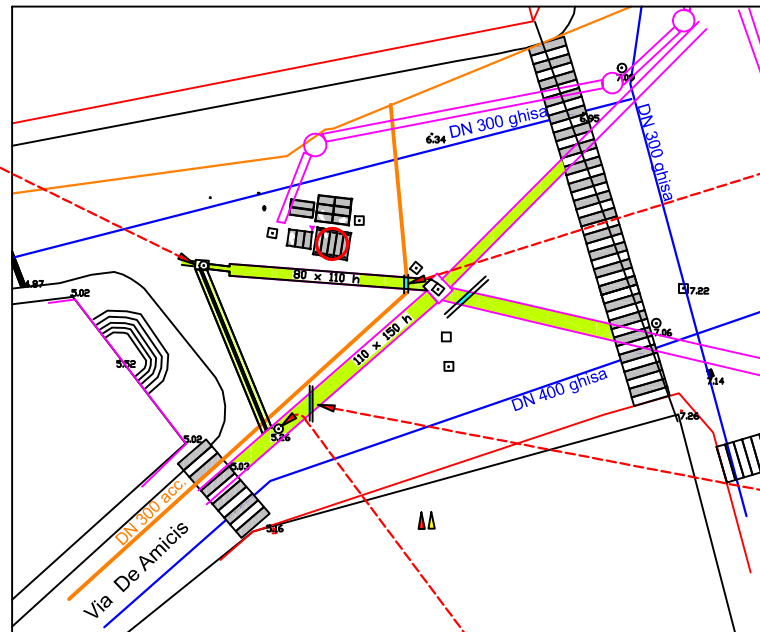 7.09
6.95
6.34
DN 300 ghisa
DN 300 ghisa
4.87
5.02
80 × 110 h
7.22
7.06
110 × 150 h
5.52
DN 400 ghisa
7.14
7.26
5.02
5.26
5.03
DN 300 acc.
5.16
Via De Amicis